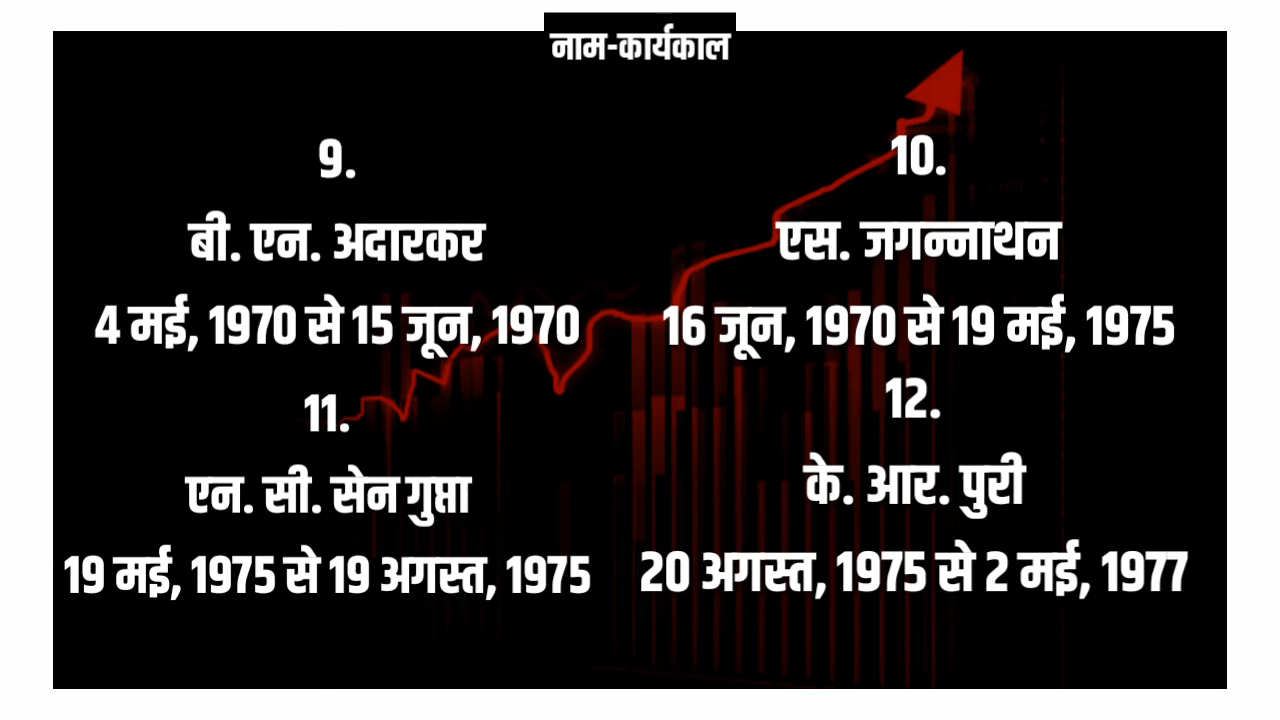 नाम-कार्यकाल
9.
बी. एन. अदारकर
4 मई, 1970 से 15 जून, 1970
10.
एस. जगन्नाथन
16 जून, 1970 से 19 मई, 1975
11.
एन. सी. सेन गुप्ता
19 मई, 1975 से 19 अगस्त, 1975
12.
के. आर. पुरी
20 अगस्त, 1975 से 2 मई, 1977